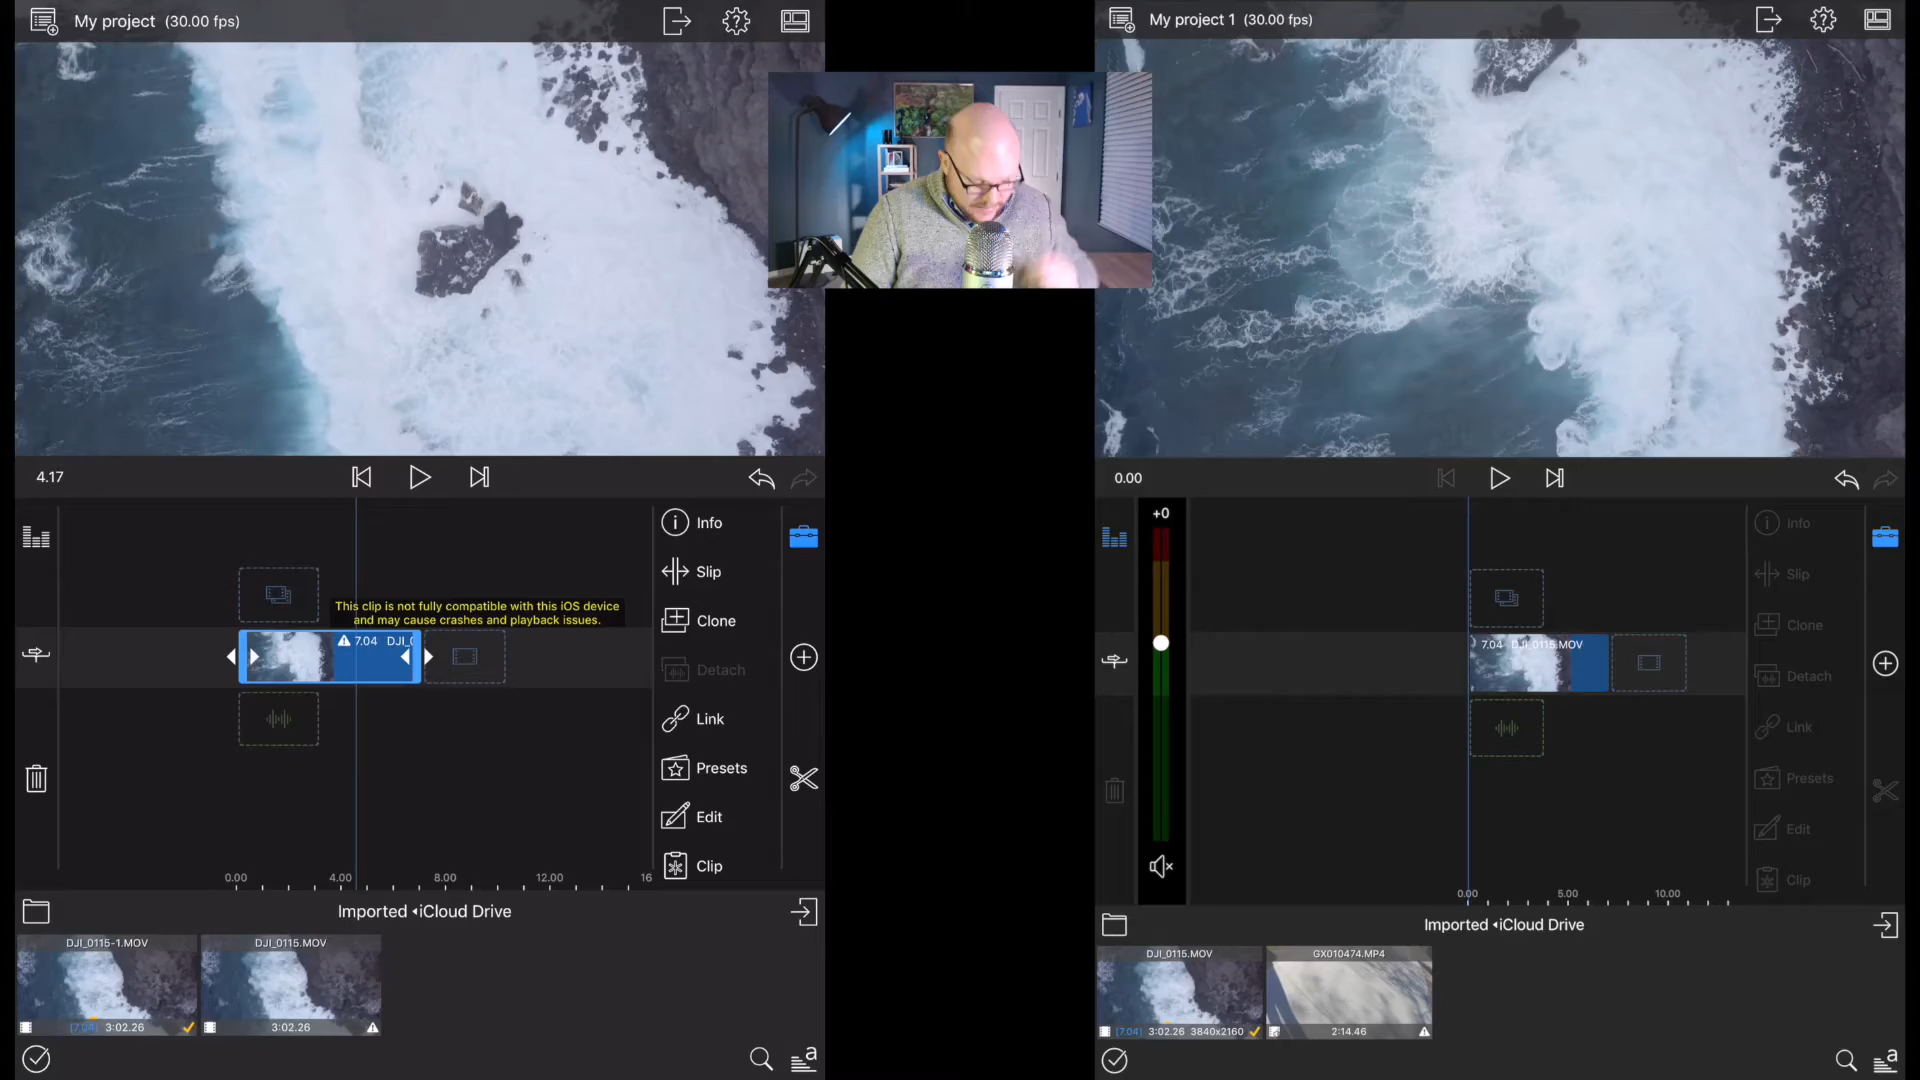 My project (30.00 fps)
4.17
Info
Slip
Clone
Detach
Link
Presets
Edit
Clip
This clip is not fully compatible with this iOS device
and may cause crashes and playback issues.
7.04 DJI_0
0.00 4.00 8.00 12.00 16
Imported ◂iCloud Drive
DJI_0115-1.MOV
[7.04] 3:02.26
DJI_0115.MOV
3:02.26
a
My project 1 (30.00 fps)
0.00
+0
Info
Slip
Clone
Detach
Link
Presets
Edit
Clip
7.04 DJI_0115.MOV
0.00 5.00 10.00
Imported ◂iCloud Drive
DJI_0115.MOV
[7.04] 3:02.26 3840x2160
GX010474.MP4
2:14.46
a